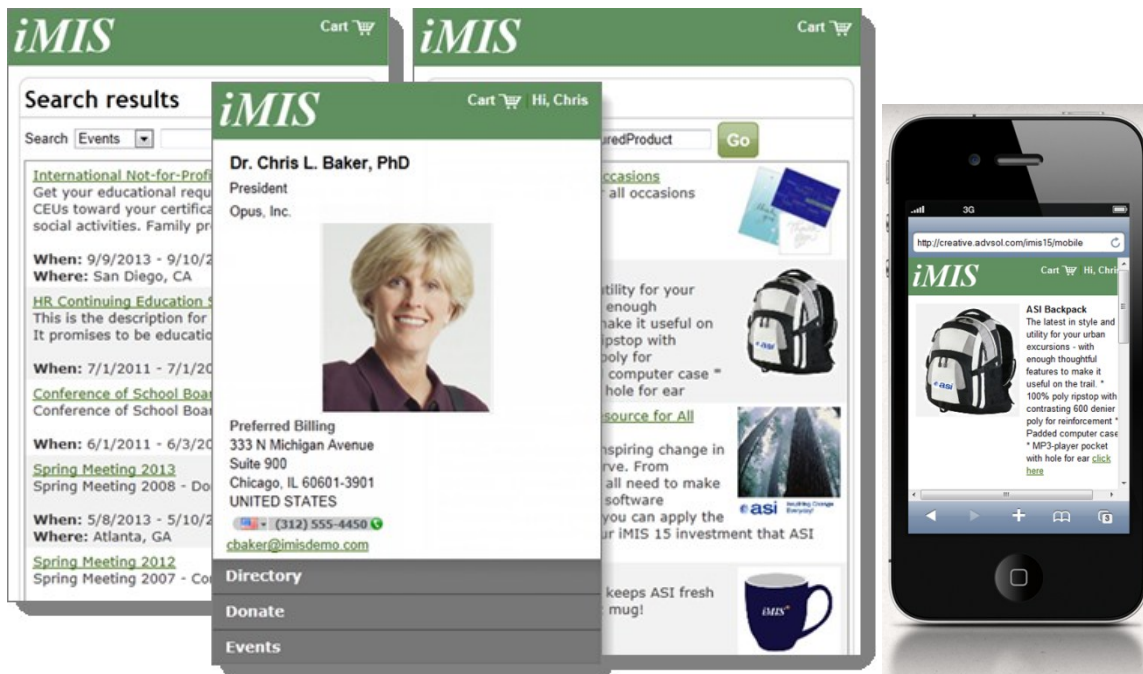 iMIS
Cart
Search results
Search Events
International Not-for-Profi
Get your educational requ
CEUs toward your certifica
social activities. Family pr
When: 9/9/2013 - 9/10/2
Where: San Diego, CA
HR Continuing Education S
This is the description for
It promises to be educatio
When: 7/1/2011 - 7/1/20
Conference of School Boar
Conference of School Boar
When: 6/1/2011 - 6/3/20
Spring Meeting 2013
Spring Meeting 2008 - Do
When: 5/8/2013 - 5/10/2
Where: Atlanta, GA
Spring Meeting 2012
Spring Meeting 2007 - Co
iMIS
Cart Hi, Chris
Dr. Chris L. Baker, PhD
President
Opus, Inc.
Preferred Billing
333 N Michigan Avenue
Suite 900
Chicago, IL 60601-3901
UNITED STATES
(312) 555-4450
cbaker@imisdemo.com
Directory
Donate
Events
iMIS
Cart
uredProduct Go
ccasions
all occasions
tility for your
enough
ake it useful on
ipstop with
poly for
computer case *
hole for ear
asi
source for All
nspiring change in
rve. From
all need to make
software
you can apply the
ur iMIS 15 investment that ASI
asi
keeps ASI fresh
mug!
iMIS
3G
http://creative.advsol.com/imis15/mobile
iMIS
Cart Hi, Chris
ASI Backpack
The latest in style and
utility for your urban
excursions - with
enough thoughtful
features to make it
useful on the trail. *
100% poly ripstop with
contrasting 600 denier
poly for reinforcement *
Padded computer case
* MP3-player pocket
with hole for ear click
here
asi